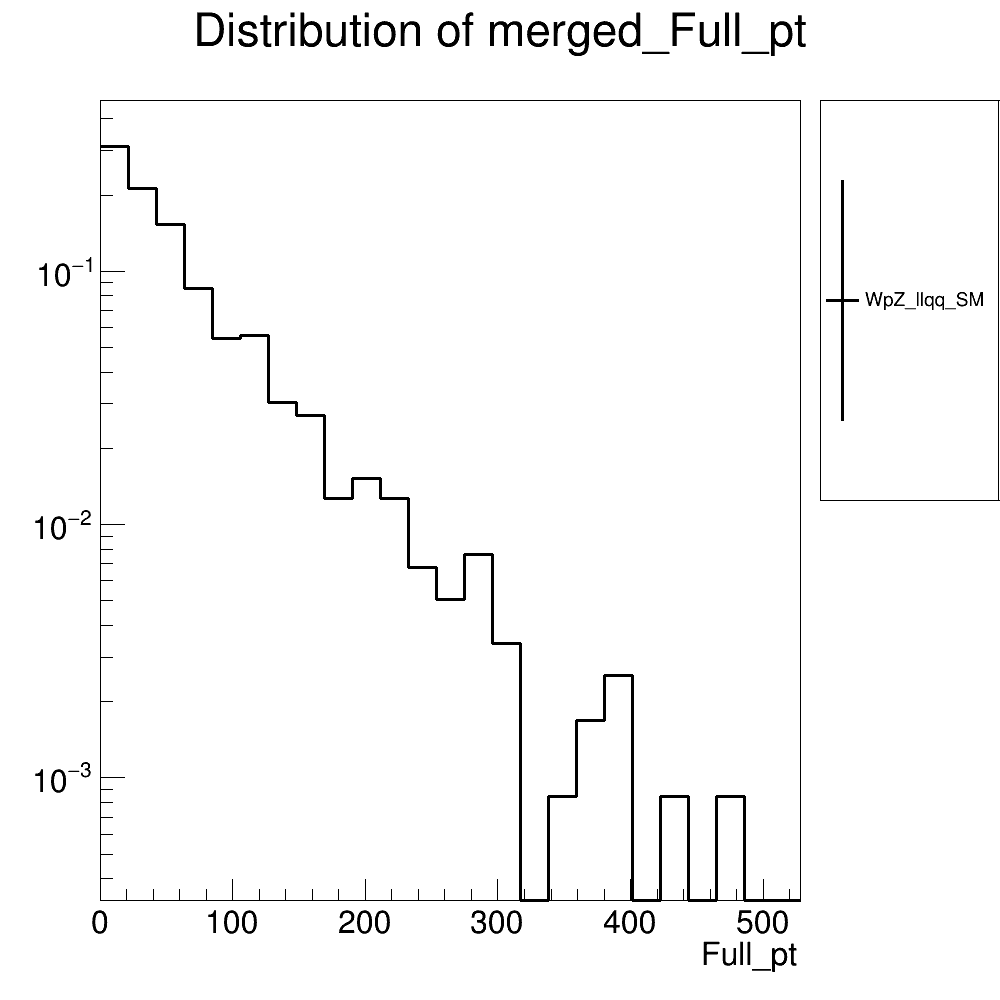 Distribution of merged_Full_pt
10⁻¹
10⁻²
10⁻³
0 100 200 300 400 500
Full_pt
WpZ_llqq_SM